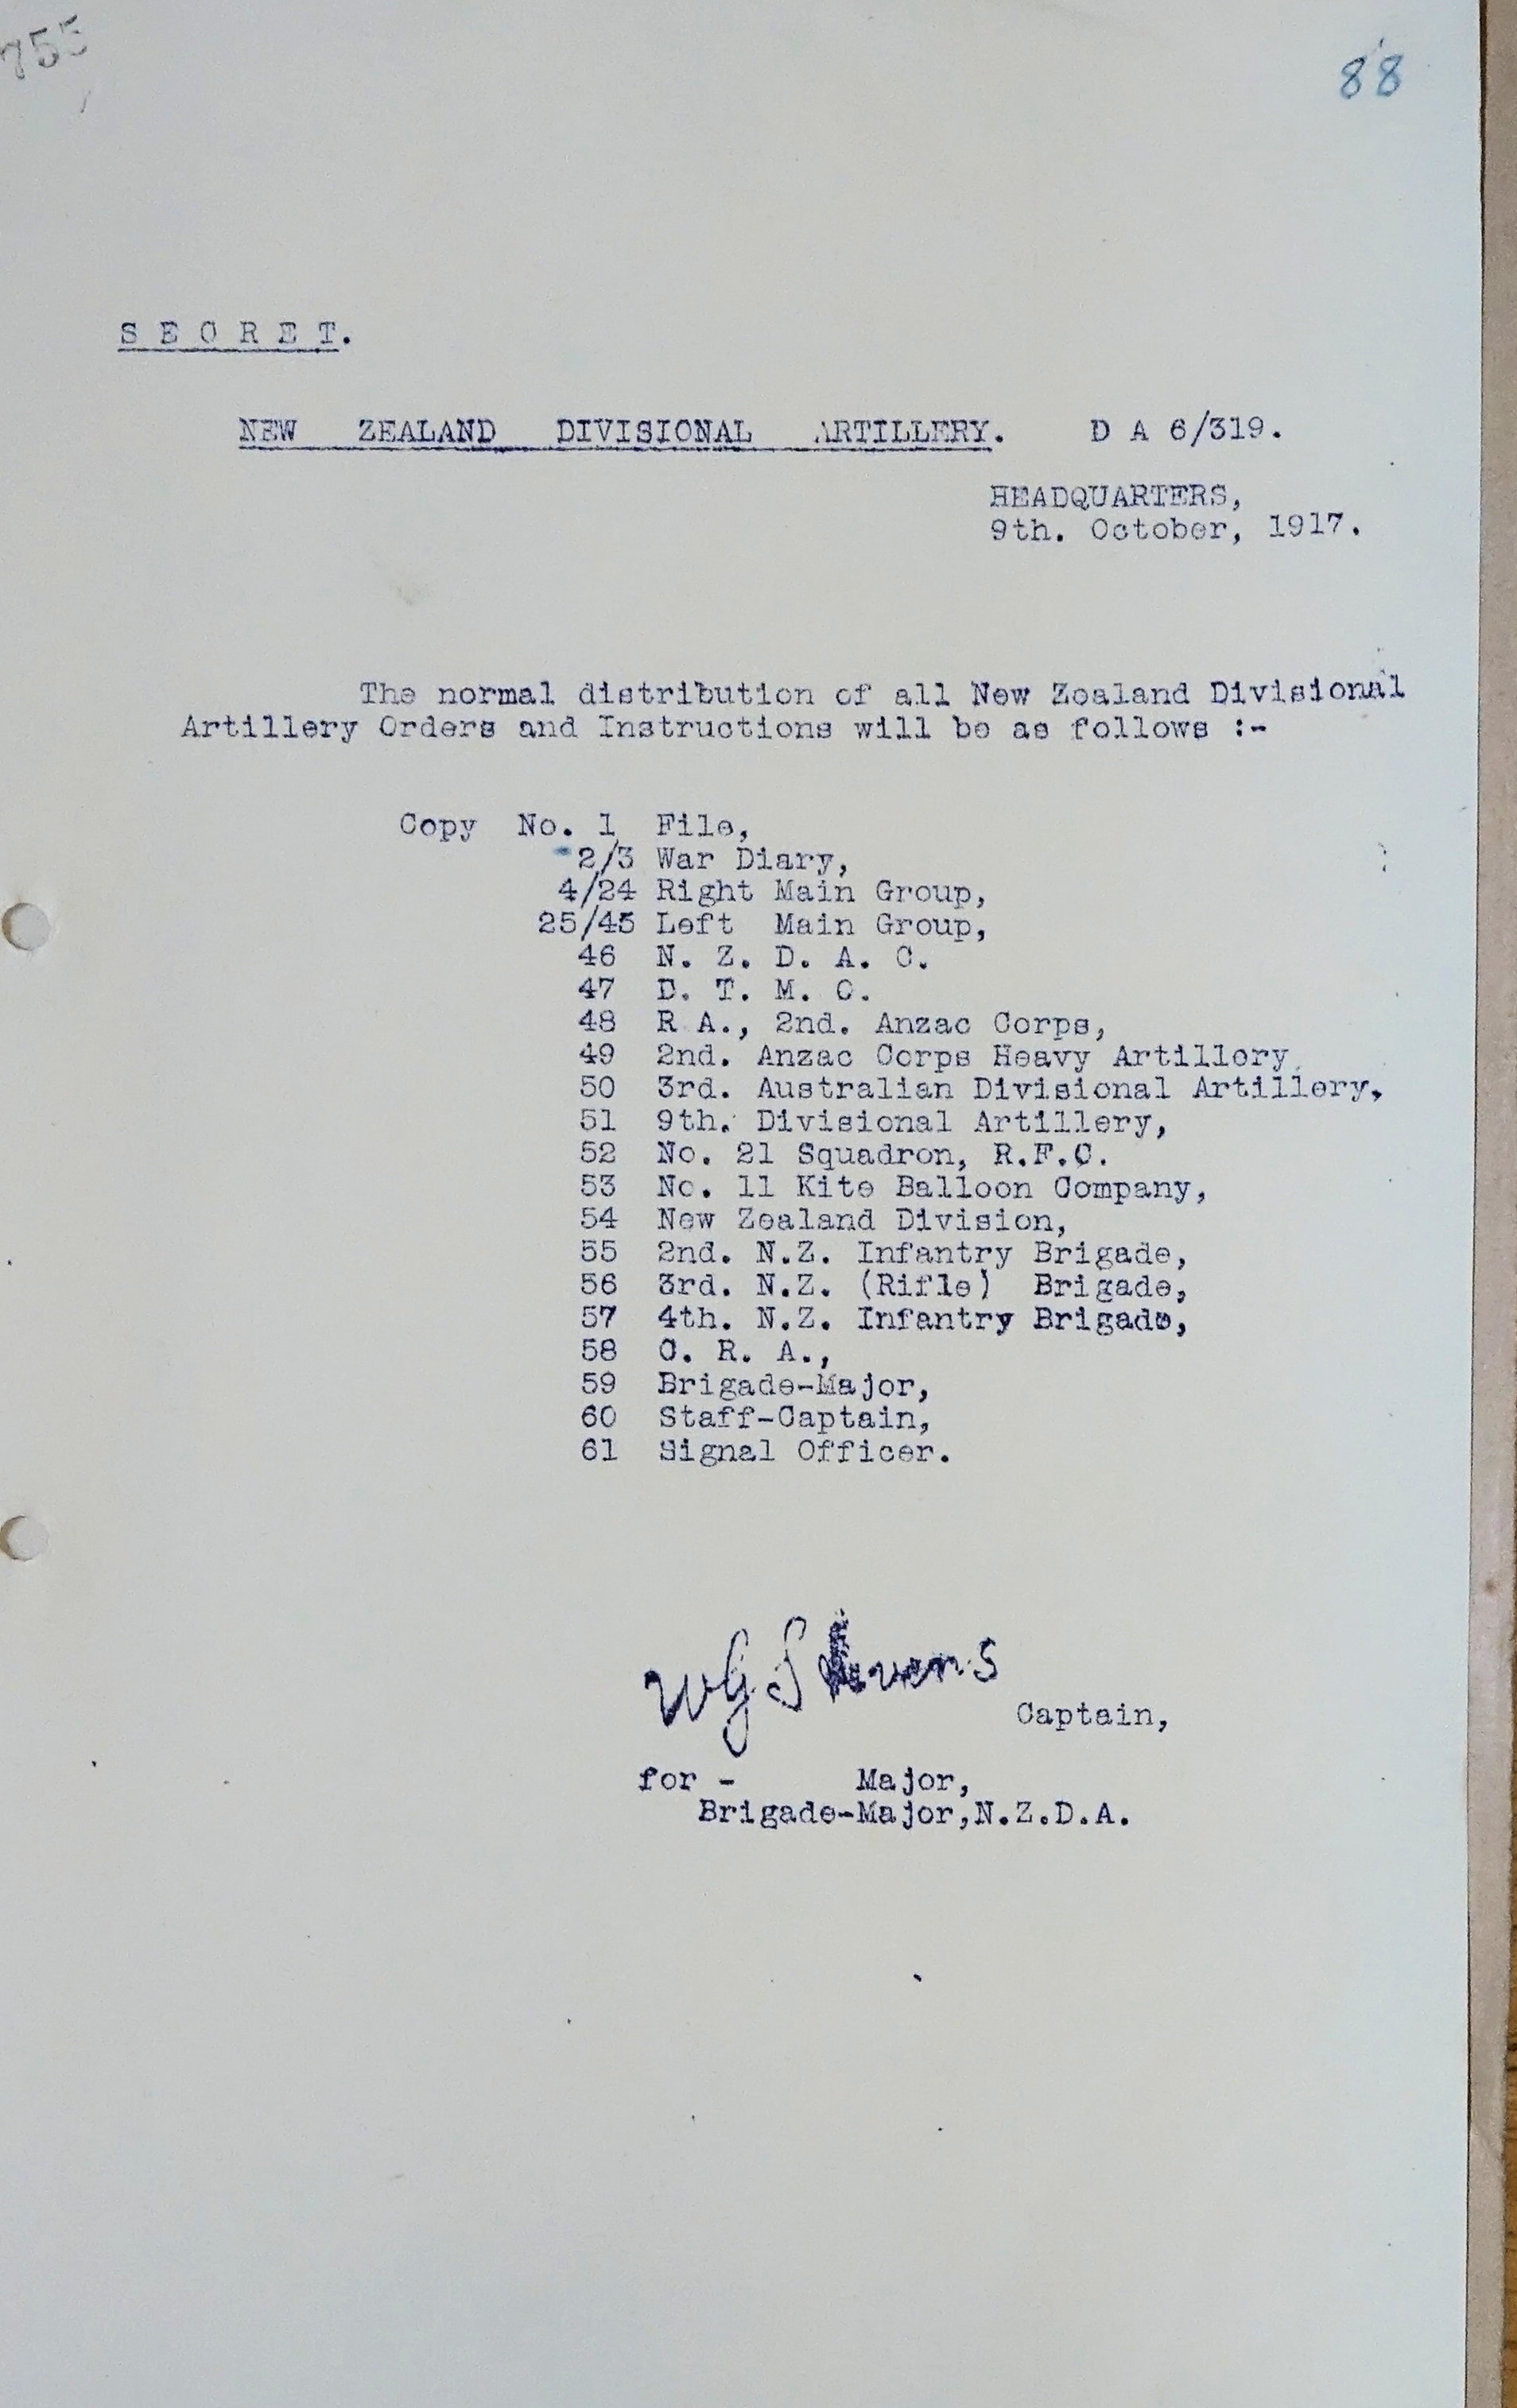 755
88
S E C R E T.
NEW ZEALAND DIVISIONAL ARTILLERY. D A 6/319.
HEADQUARTERS,
9th. October, 1917.
The normal distribution of all New Zealand Divisional
Artillery Orders and Instructions will be as follows :-
Copy No. 1 File,
2/3 War Diary,
4/24 Right Main Group,
25/45 Left Main Group,
46 N. Z. D. A. C.
47 D. T. M. O.
48 R A., 2nd. Anzac Corps,
49 2nd. Anzac Corps Heavy Artillery,
50 3rd. Australian Divisional Artillery,
51 9th. Divisional Artillery,
52 No. 21 Squadron, R.F.C.
53 No. 11 Kite Balloon Company,
54 New Zealand Division,
55 2nd. N.Z. Infantry Brigade,
56 3rd. N.Z. (Rifle) Brigade,
57 4th. N.Z. Infantry Brigade,
58 C. R. A.,
59 Brigade-Major,
60 Staff-Captain,
61 Signal Officer.
WG Stevens
Captain,
for - Major,
Brigade-Major,N.Z.D.A.